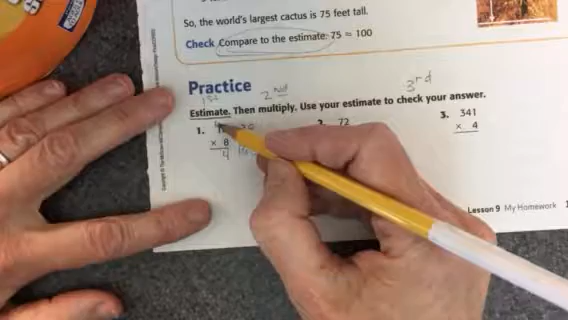 So, the world's largest cactus is 75 feet tall.
Check Compare to the estimate: 75 ≈ 100
Practice
1st 2nd 3rd
Estimate. Then multiply. Use your estimate to check your answer.
1. 2. 72 3. 341
× 8 × 4
4
Lesson 9 My Homework